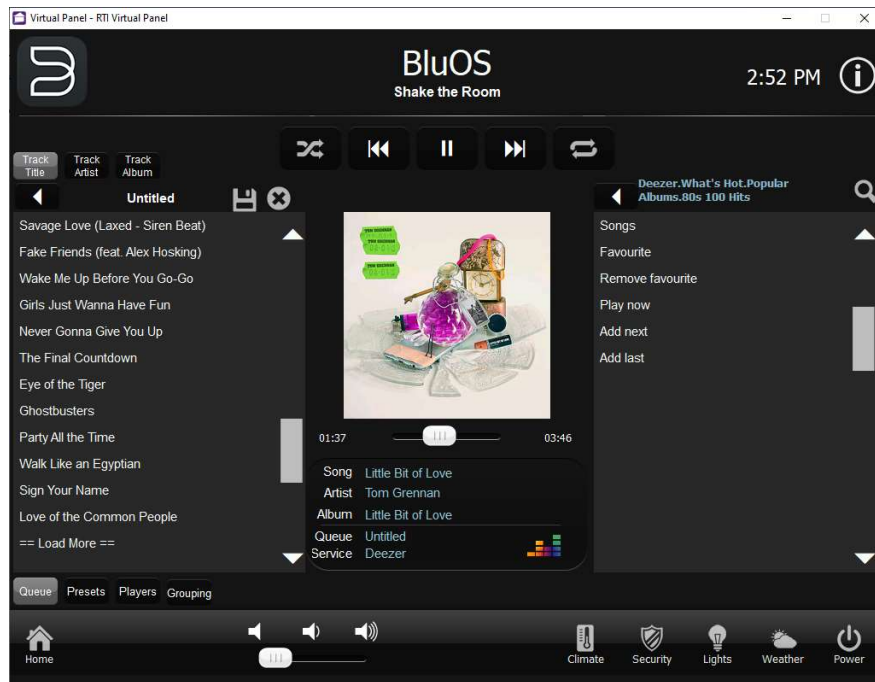 Virtual Panel - RTI Virtual Panel
BluOS
Shake the Room
2:52 PM
Track Title
Track Artist
Track Album
Untitled
Savage Love (Laxed - Siren Beat)
Fake Friends (feat. Alex Hosking)
Wake Me Up Before You Go-Go
Girls Just Wanna Have Fun
Never Gonna Give You Up
The Final Countdown
Eye of the Tiger
Ghostbusters
Party All the Time
Walk Like an Egyptian
Sign Your Name
Love of the Common People
== Load More ==
TOM GRENNAN
01:37
03:46
Song Little Bit of Love
Artist Tom Grennan
Album Little Bit of Love
Queue Untitled
Service Deezer
Deezer.What's Hot.Popular
Albums.80s 100 Hits
Songs
Favourite
Remove favourite
Play now
Add next
Add last
Queue
Presets
Players
Grouping
Home
Climate
Security
Lights
Weather
Power